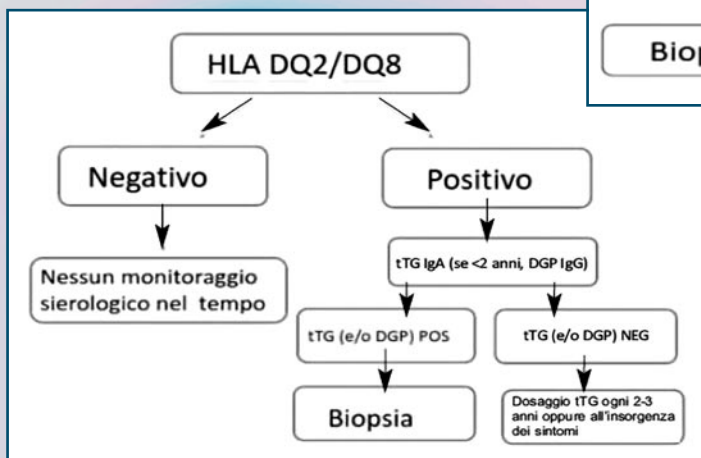 HLA DQ2/DQ8
Negativo
Positivo
Nessun monitoraggio
sierologico nel tempo
tTG IgA (se <2 anni, DGP IgG)
tTG (e/o DGP) POS
tTG (e/o DGP) NEG
Biopsia
Dosaggio tTG ogni 2-3
anni oppure all'insorgenza
dei sintomi